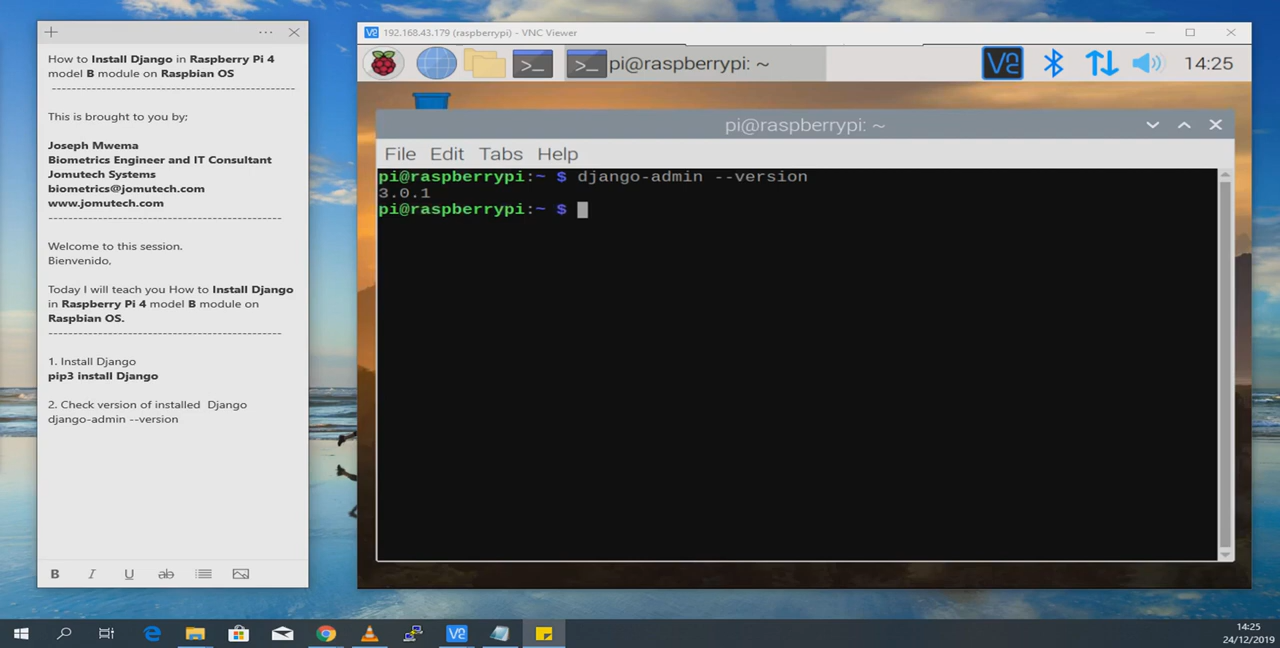 How to Install Django in Raspberry Pi 4
model B module on Raspbian OS
-----------------------------------------------
This is brought to you by;
Joseph Mwema
Biometrics Engineer and IT Consultant
Jomutech Systems
biometrics@jomutech.com
www.jomutech.com
---------------------------------------------
Welcome to this session.
Bienvenido,
Today I will teach you How to Install Django
in Raspberry Pi 4 model B module on
Raspbian OS.
---------------------------------------------
1. Install Django
pip3 install Django
2. Check version of installed  Django
django-admin --version
B I U ab
192.168.43.179 (raspberrypi) - VNC Viewer
>_ >_ pi@raspberrypi: ~ 14:25
pi@raspberrypi: ~
File Edit Tabs Help
pi@raspberrypi:~ $ django-admin --version
3.0.1
pi@raspberrypi:~ $
14:25
24/12/2019